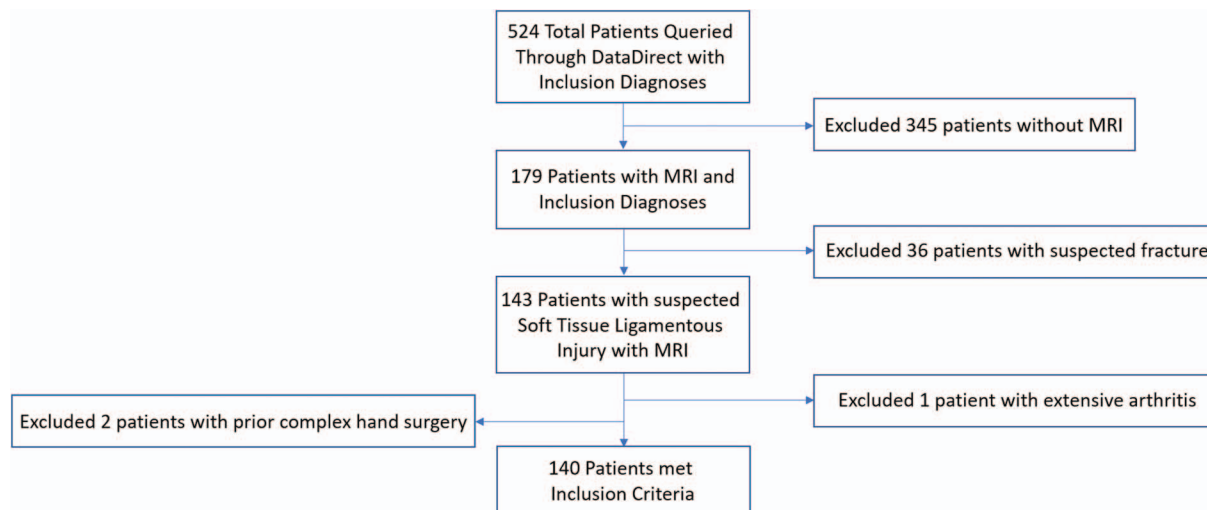 524 Total Patients Queried
Through DataDirect with
Inclusion Diagnoses
Excluded 345 patients without MRI
179 Patients with MRI and
Inclusion Diagnoses
Excluded 36 patients with suspected fracture
143 Patients with suspected
Soft Tissue Ligamentous
Injury with MRI
Excluded 1 patient with extensive arthritis
Excluded 2 patients with prior complex hand surgery
140 Patients met
Inclusion Criteria